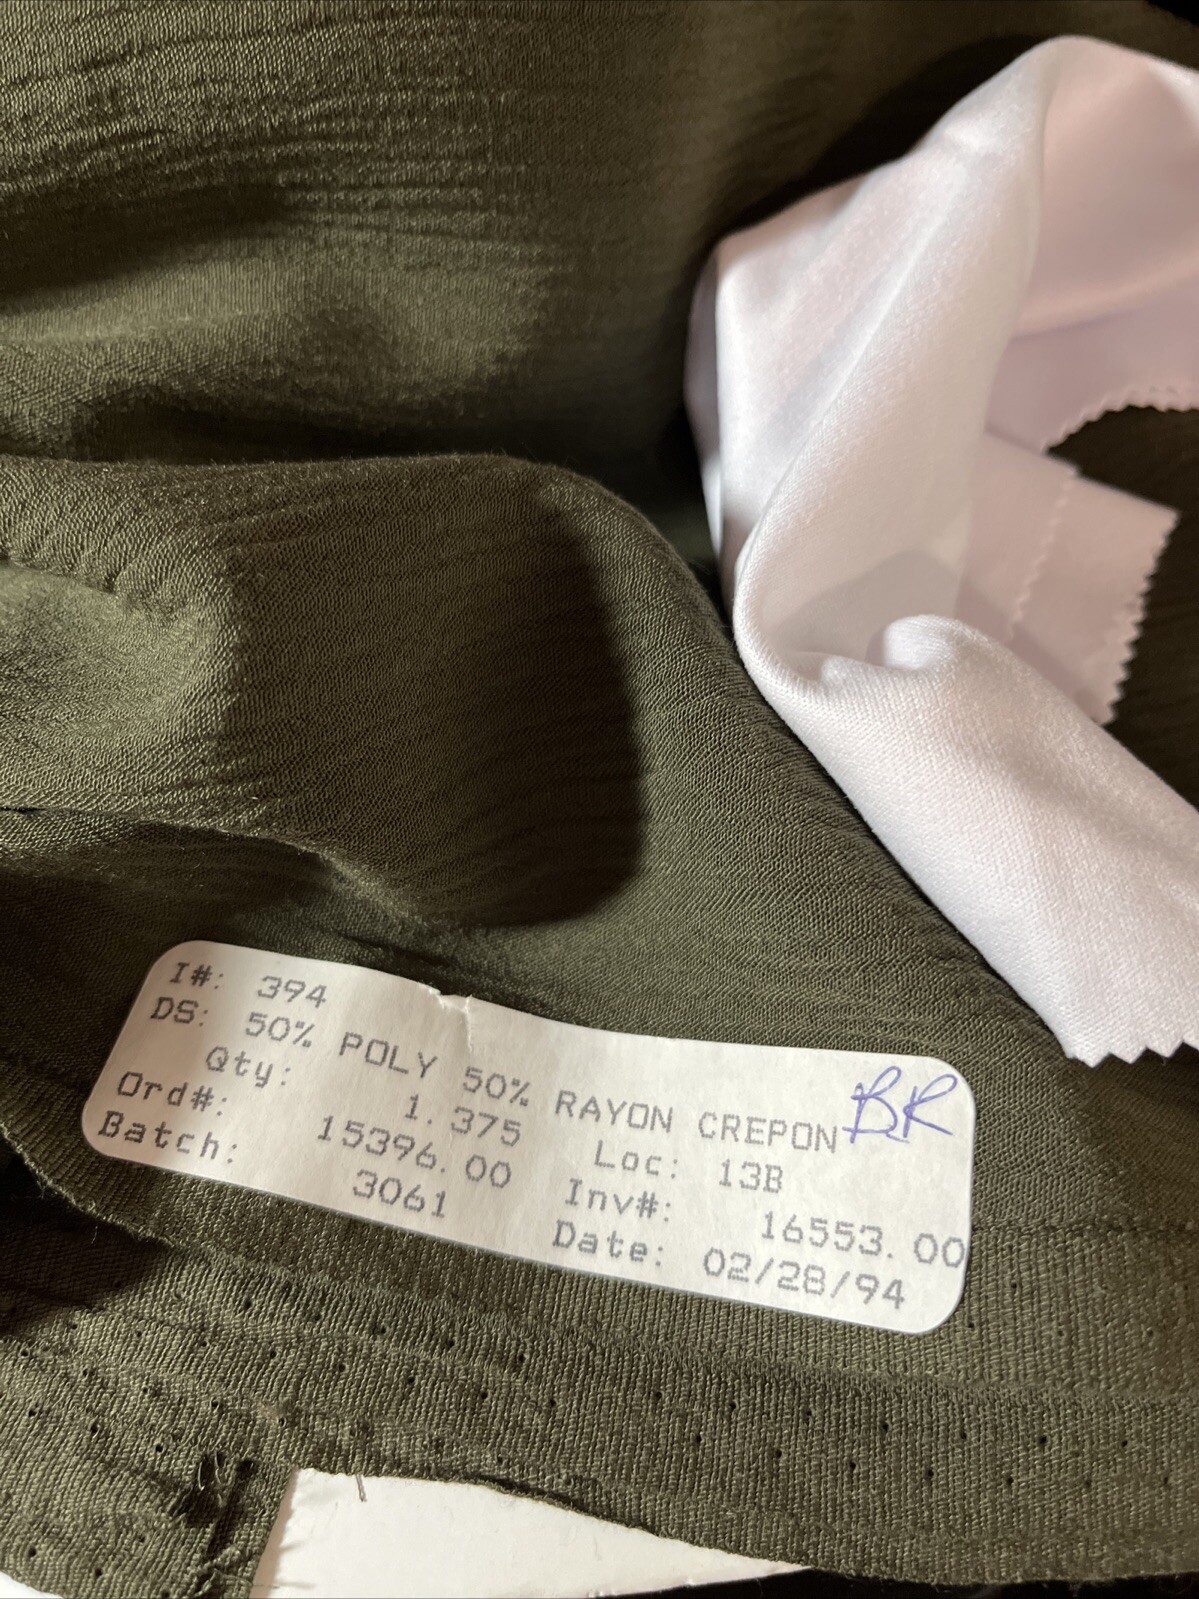 I#: 394
DS: 50% POLY 50% RAYON CREPON BR
Qty: 1.375 Loc: 13B
Ord#: 15396.00 Inv#: 16553.00
Batch: 3061 Date: 02/28/94